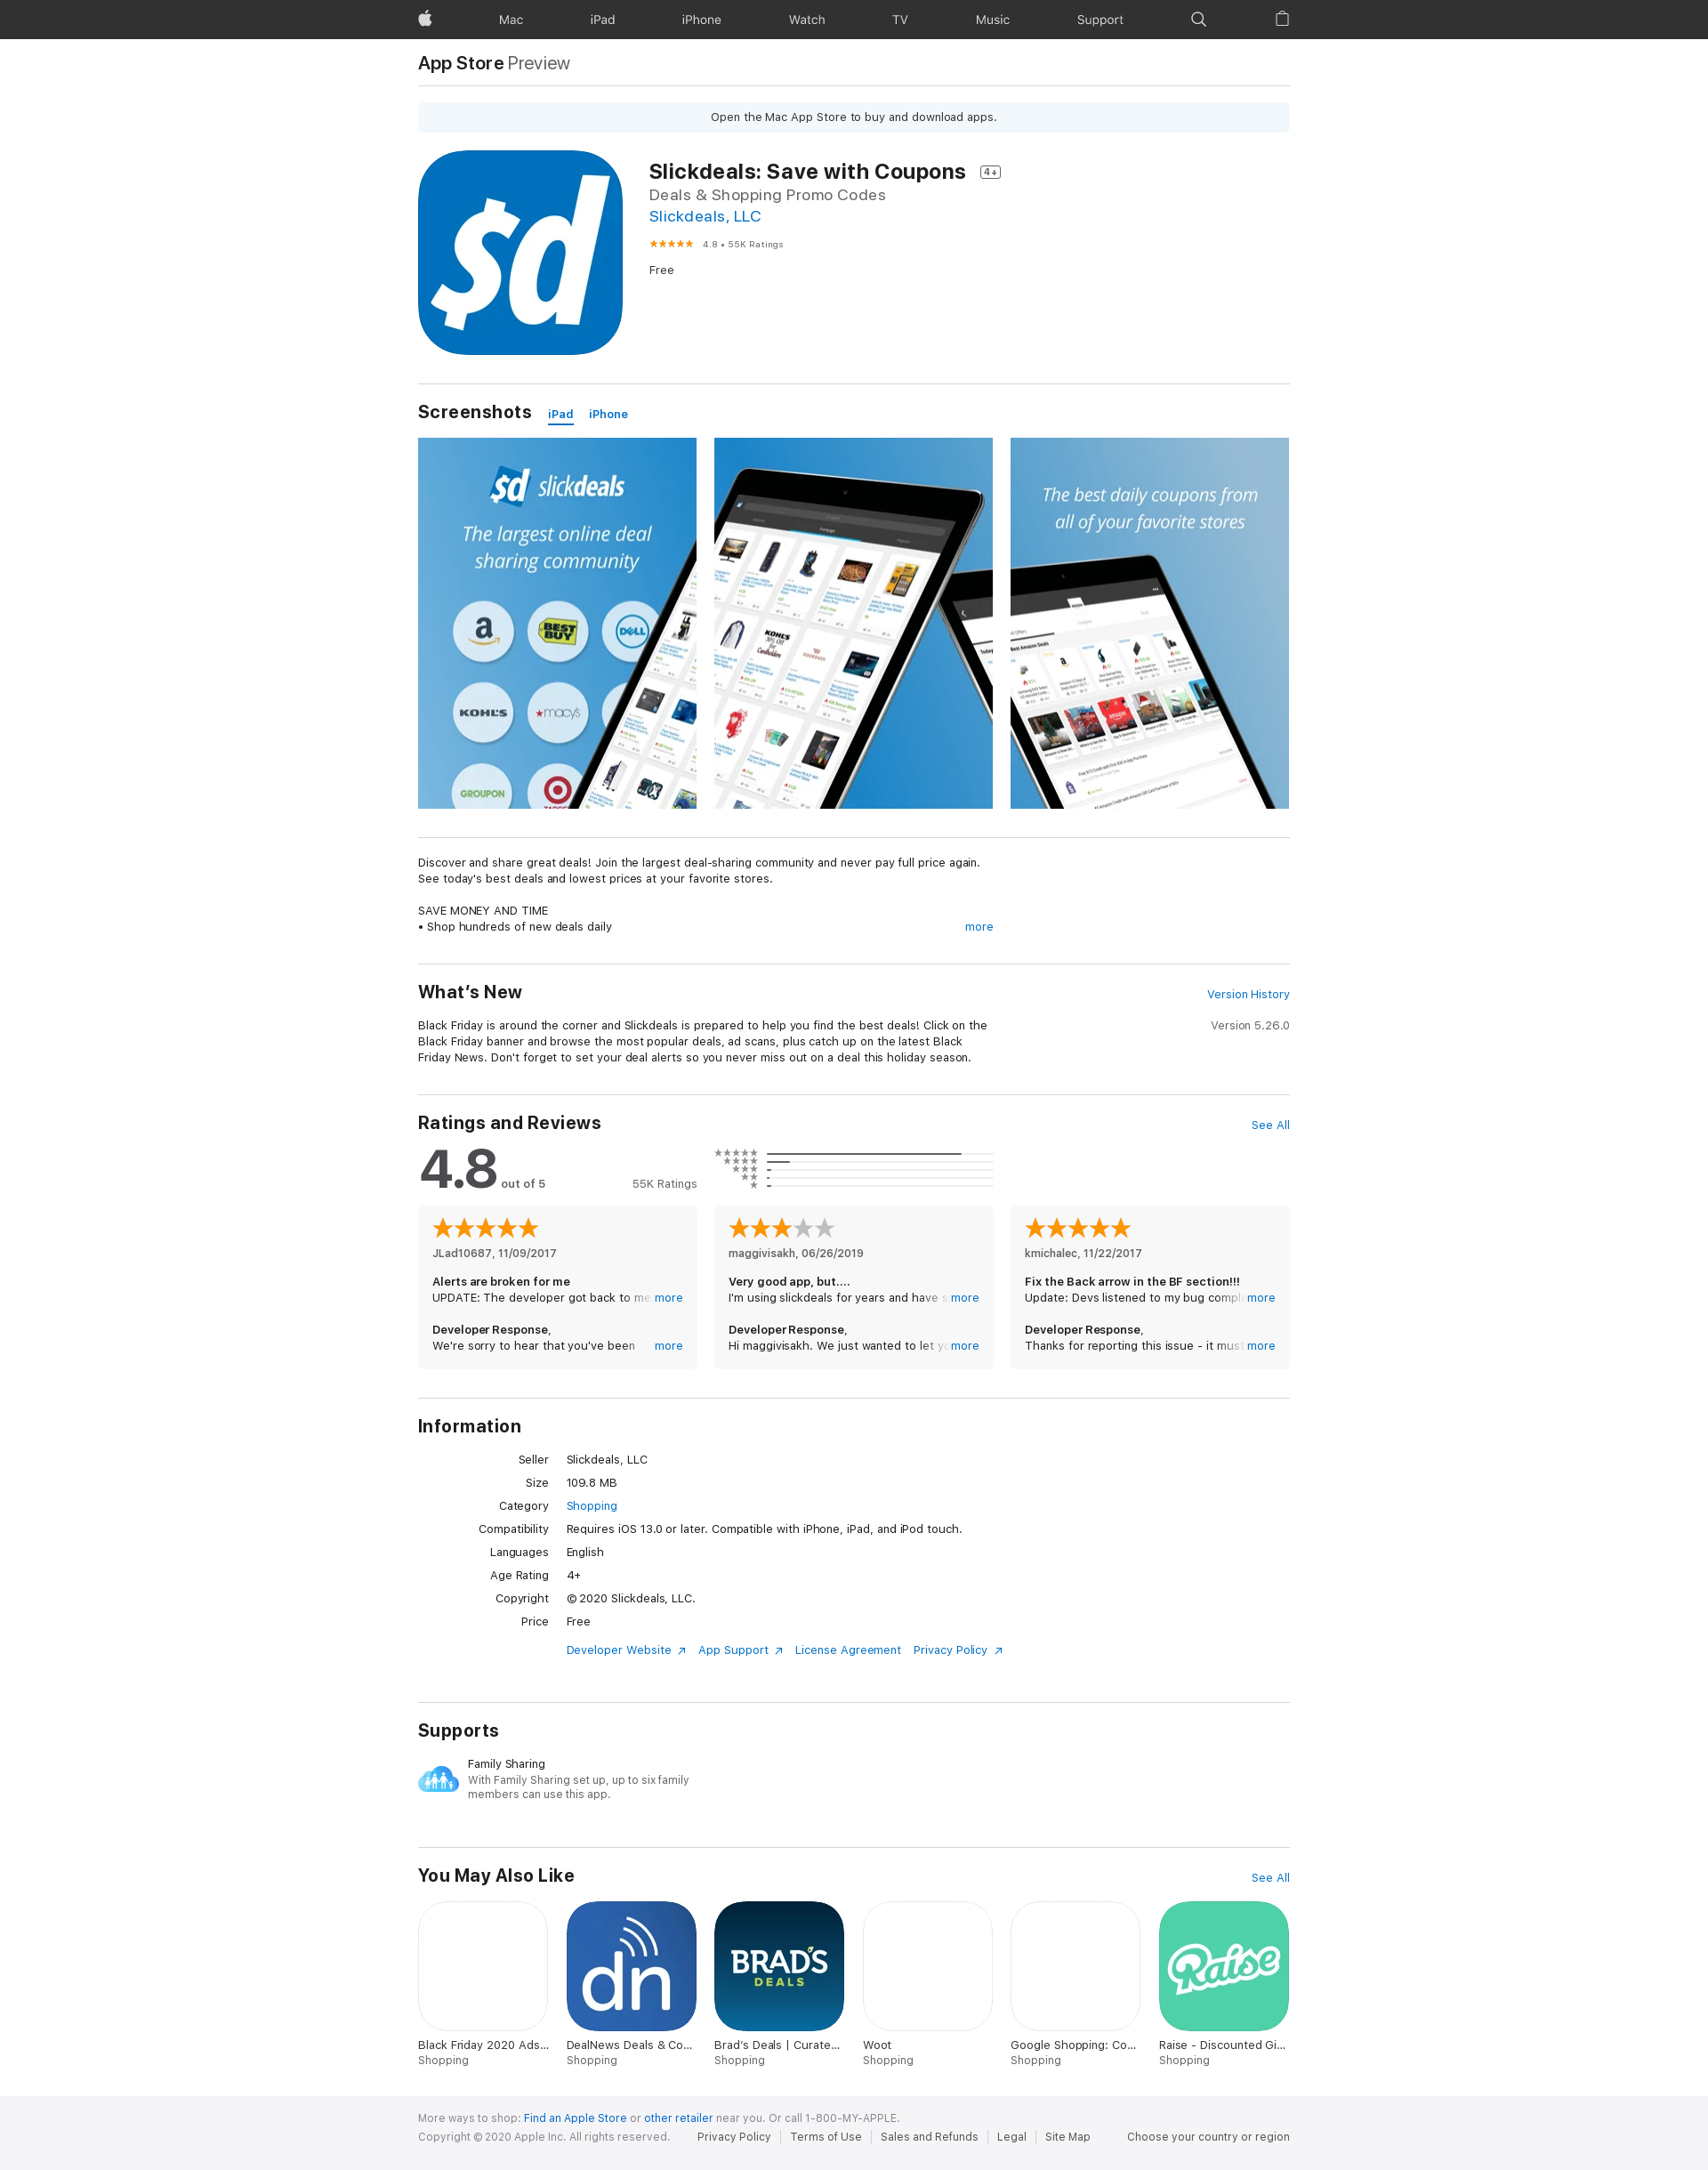 Mac iPad iPhone Watch TV Music Support
App Store Preview
Open the Mac App Store to buy and download apps.
$d
Slickdeals: Save with Coupons 4+
Deals & Shopping Promo Codes
Slickdeals, LLC
4.8 • 55K Ratings
Free
Screenshots iPad iPhone
$d slickdeals
The largest online deal
sharing community
a
BEST BUY
DELL
KOHL'S
macy's
GROUPON
The best daily coupons from
all of your favorite stores
Discover and share great deals! Join the largest deal-sharing community and never pay full price again.
See today's best deals and lowest prices at your favorite stores.
SAVE MONEY AND TIME
• Shop hundreds of new deals daily more
What's New Version History
Black Friday is around the corner and Slickdeals is prepared to help you find the best deals! Click on the
Black Friday banner and browse the most popular deals, ad scans, plus catch up on the latest Black
Friday News. Don't forget to set your deal alerts so you never miss out on a deal this holiday season.
Version 5.26.0
Ratings and Reviews See All
4.8 out of 5 55K Ratings
JLad10687, 11/09/2017
Alerts are broken for me
UPDATE: The developer got back to me more
Developer Response,
We're sorry to hear that you've been more
maggivisakh, 06/26/2019
Very good app, but....
I'm using slickdeals for years and have more
Developer Response,
Hi maggivisakh. We just wanted to let more
kmichalec, 11/22/2017
Fix the Back arrow in the BF section!!!
Update: Devs listened to my bug more
Developer Response,
Thanks for reporting this issue - it must more
Information
Seller Slickdeals, LLC
Size 109.8 MB
Category Shopping
Compatibility Requires iOS 13.0 or later. Compatible with iPhone, iPad, and iPod touch.
Languages English
Age Rating 4+
Copyright © 2020 Slickdeals, LLC.
Price Free
Developer Website App Support License Agreement Privacy Policy
Supports
Family Sharing
With Family Sharing set up, up to six family
members can use this app.
You May Also Like See All
dn
BRAD'S
DEALS
Raise
Black Friday 2020 Ads...
Shopping
DealNews Deals & Co...
Shopping
Brad's Deals | Curate...
Shopping
Woot
Shopping
Google Shopping: Co...
Shopping
Raise - Discounted Gi...
Shopping
More ways to shop: Find an Apple Store or other retailer near you. Or call 1-800-MY-APPLE.
Copyright © 2020 Apple Inc. All rights reserved. Privacy Policy Terms of Use Sales and Refunds Legal Site Map Choose your country or region